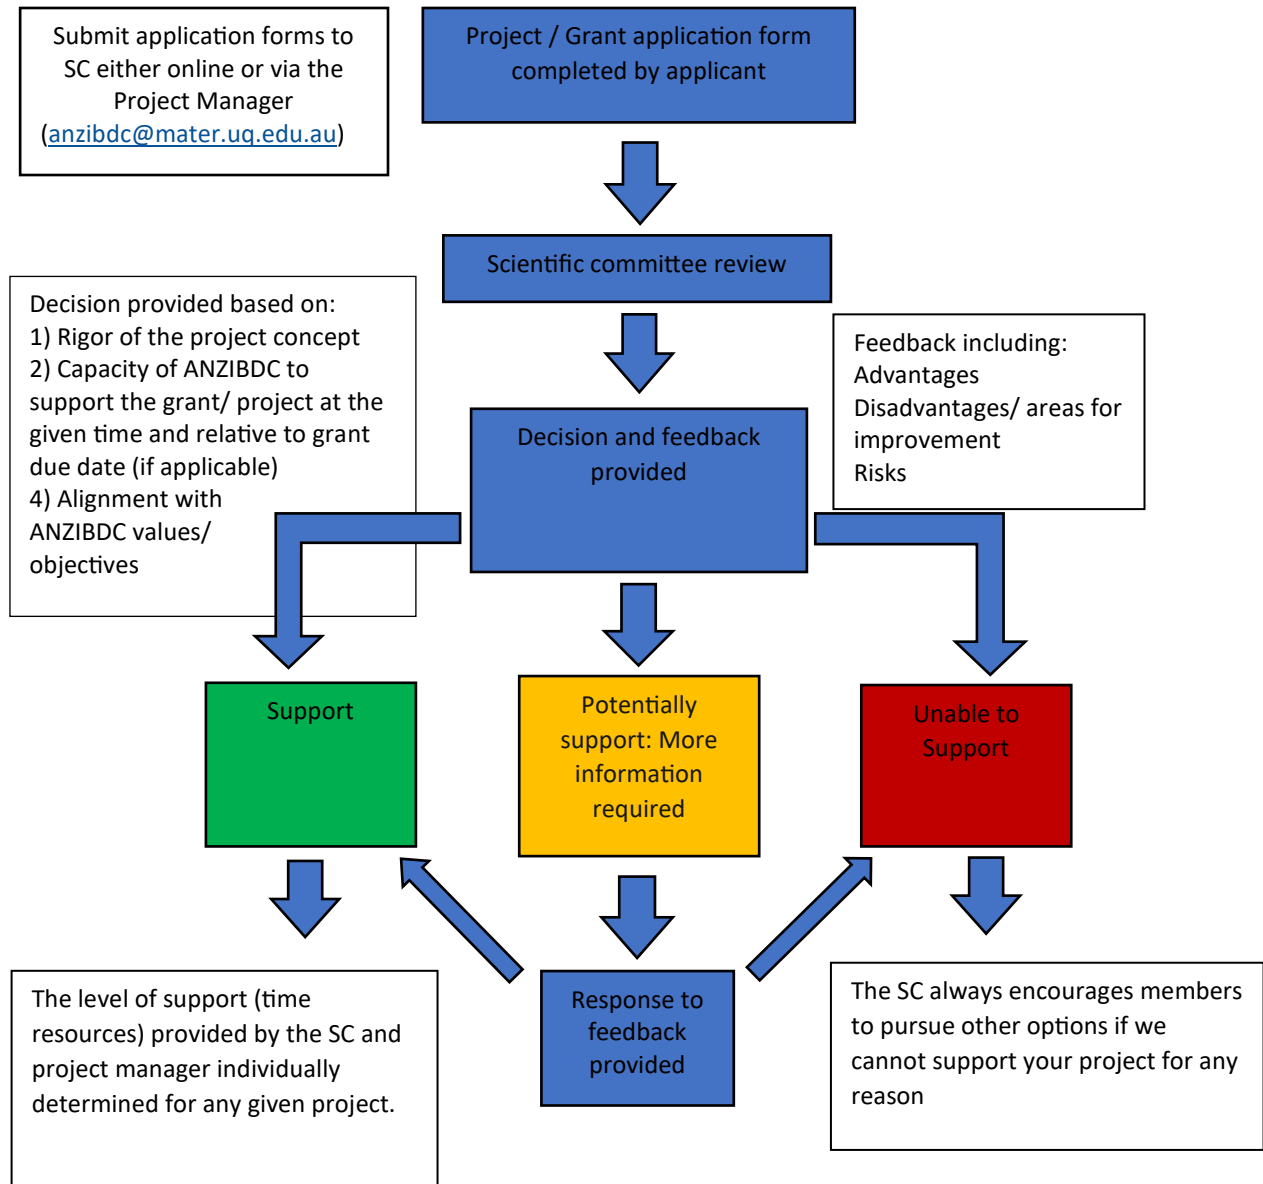 Submit application forms to
SC either online or via the
Project Manager
(anzibdc@mater.uq.edu.au)
Project / Grant application form
completed by applicant
Scientific committee review
Decision provided based on:
1) Rigor of the project concept
2) Capacity of ANZIBDC to
support the grant/ project at the
given time and relative to grant
due date (if applicable)
4) Alignment with
ANZIBDC values/
objectives
Decision and feedback
provided
Feedback including:
Advantages
Disadvantages/ areas for
improvement
Risks
Support
Potentially
support: More
information
required
Unable to
Support
The level of support (time
resources) provided by the SC and
project manager individually
determined for any given project.
Response to
feedback
provided
The SC always encourages members
to pursue other options if we
cannot support your project for any
reason